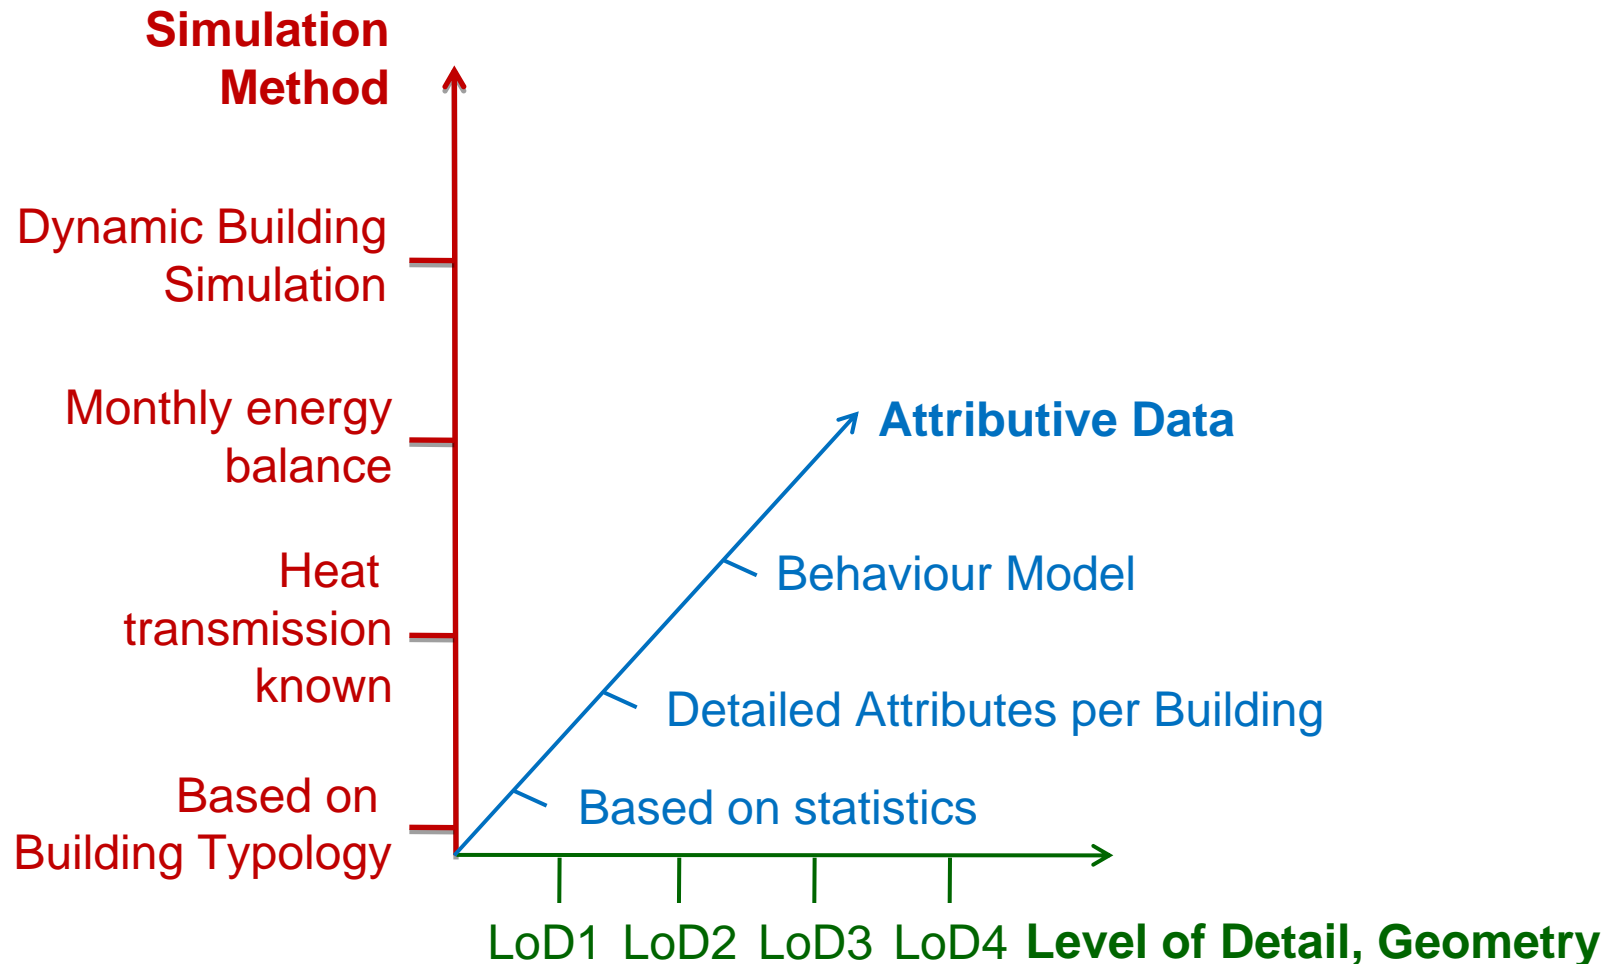 Simulation
Method
Dynamic Building
Simulation
Monthly energy
balance
Heat
transmission
known
Based on
Building Typology
Attributive Data
Behaviour Model
Detailed Attributes per Building
Based on statistics
LoD1 LoD2 LoD3 LoD4 Level of Detail, Geometry